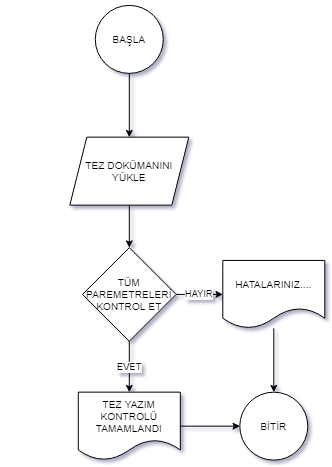 BAŞLA
TEZ DOKÜMANINI
YÜKLE
TÜM
PAREMETRELERİ
KONTROL ET
HAYIR
HATALARINIZ....
EVET
TEZ YAZIM
KONTROLÜ
TAMAMLANDI
BİTİR